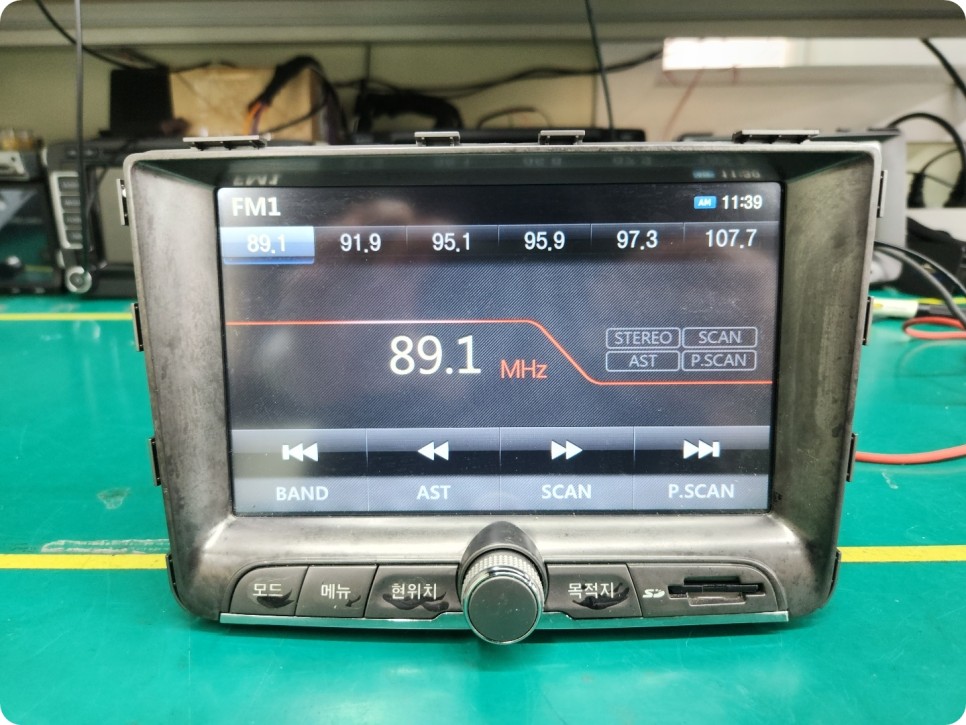 FM1 AN 11:39
89.1 91.9 95.1 95.9 97.3 107.7
89.1 MHz
STEREO SCAN
AST P.SCAN
BAND AST SCAN P.SCAN
모드 메뉴 현위치 목적지 SD